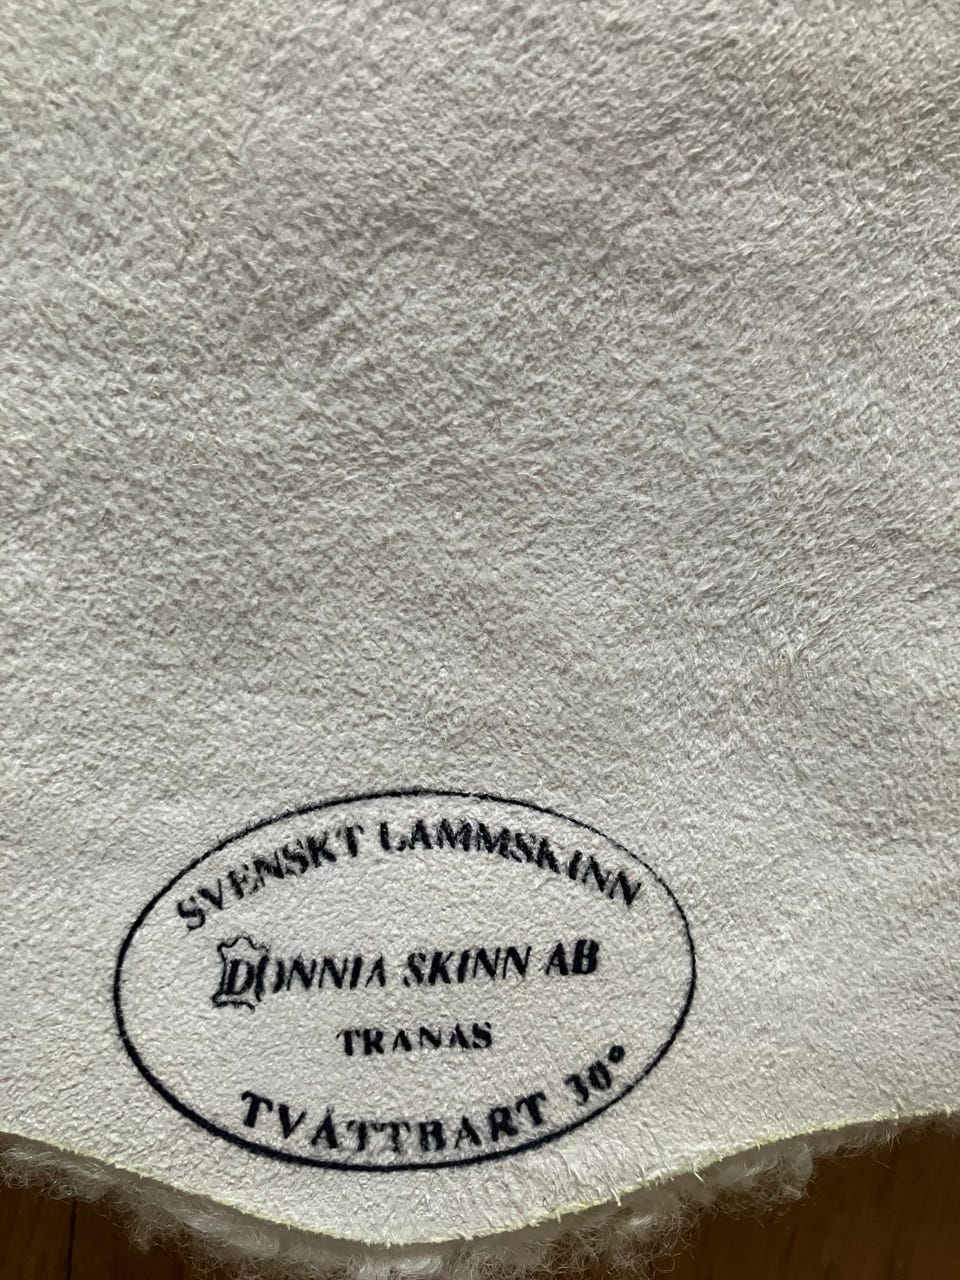 SVENSKT LAMMSKINN
DONNIA SKINN AB
TRANAS
TVÄTTBART 30°